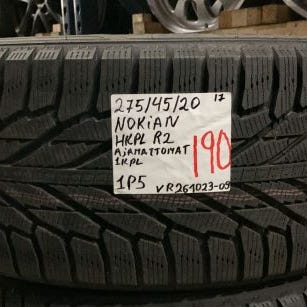 275/45/20 17
NOKIAN
HKPL R2
AJAMATTOMAT
1KPL
190
1P5 VR261023-09